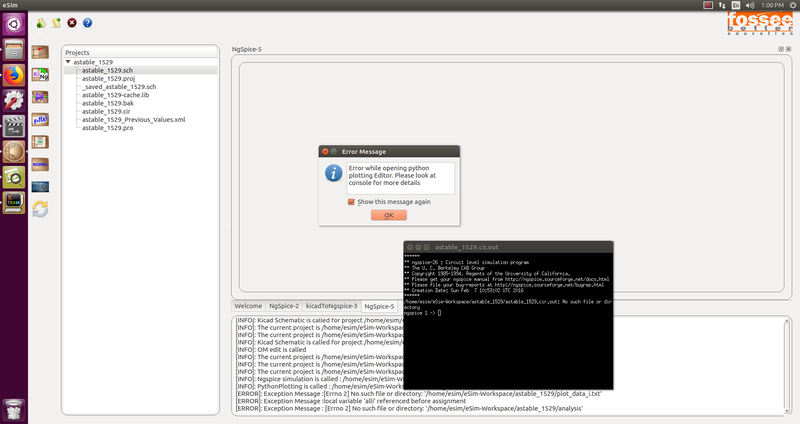 eSim
En
1:00 PM
fossee
better
education
Projects
astable_1529
astable_1529.sch
astable_1529.proj
_saved_astable_1529.sch
astable_1529-cache.lib
astable_1529.bak
astable_1529.cir
astable_1529_Previous_Values.xml
astable_1529.pro
NgSpice-5
Error Message
Error while opening python
plotting Editor. Please look at
console for more details
Show this message again
OK
astable_1529.cir.out
******
** ngspice-26 : Circuit level simulation program
** The U. C. Berkeley CAD Group
** Copyright 1985-1994, Regents of the University of California.
** Please get your ngspice manual from http://ngspice.sourceforge.net/docs.html
** Please file your bug-reports at http://ngspice.sourceforge.net/bugrep.html
** Creation Date: Sun Feb 7 10:53:02 UTC 2016
******
/home/esim/eSim-Workspace/astable_1529/astable_1529.cir.out: No such file or dir
ectory
ngspice 1 ->
Welcome NgSpice-2 kicadToNgspice-3 NgSpice-5
[INFO]: Kicad Schematic is called for project /home/esim/
[INFO]: The current project is /home/esim/eSim-Workspa
[INFO]: The current project is /home/esim/eSim-Workspa
[INFO]: Kicad Schematic is called for project /home/esim/
[INFO]: OM edit is called
[INFO]: The current project is /home/esim/eSim-Workspa
[INFO]: The current project is /home/esim/eSim-Workspa
[INFO]: The current project is /home/esim/eSim-Workspa
[INFO]: Ngspice simulation is called : /home/esim/eSim-W
[INFO]: PythonPlotting is called : /home/esim/eSim-Work
[ERROR]: Exception Message :[Errno 2] No such file or directory: '/home/esim/eSim-Workspace/astable_1529/plot_data_i.txt'
[ERROR]: Exception Message :local variable 'alli' referenced before assignment
[ERROR]: Exception Message : [Errno 2] No such file or directory: '/home/esim/eSim-Workspace/astable_1529/analysis'